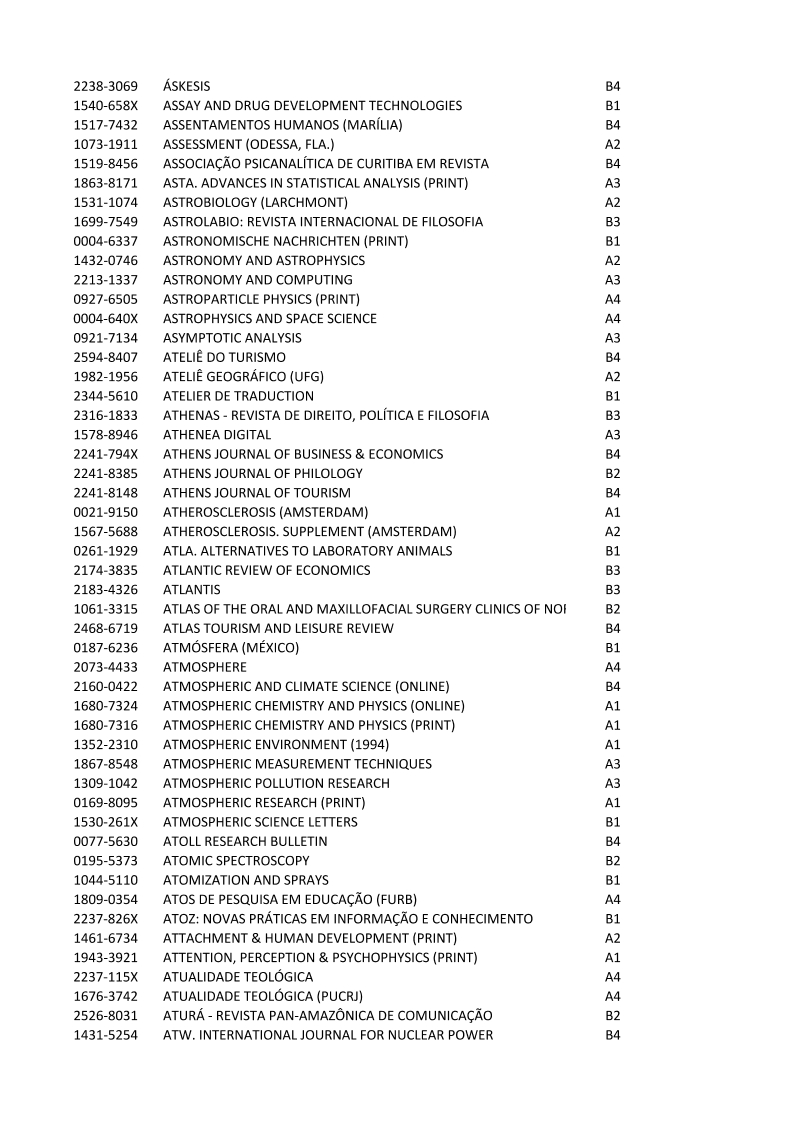 2238-3069 ÁSKESIS B4
1540-658X ASSAY AND DRUG DEVELOPMENT TECHNOLOGIES B1
1517-7432 ASSENTAMENTOS HUMANOS (MARÍLIA) B4
1073-1911 ASSESSMENT (ODESSA, FLA.) A2
1519-8456 ASSOCIAÇÃO PSICANALÍTICA DE CURITIBA EM REVISTA B4
1863-8171 ASTA. ADVANCES IN STATISTICAL ANALYSIS (PRINT) A3
1531-1074 ASTROBIOLOGY (LARCHMONT) A2
1699-7549 ASTROLABIO: REVISTA INTERNACIONAL DE FILOSOFIA B3
0004-6337 ASTRONOMISCHE NACHRICHTEN (PRINT) B1
1432-0746 ASTRONOMY AND ASTROPHYSICS A2
2213-1337 ASTRONOMY AND COMPUTING A3
0927-6505 ASTROPARTICLE PHYSICS (PRINT) A4
0004-640X ASTROPHYSICS AND SPACE SCIENCE A4
0921-7134 ASYMPTOTIC ANALYSIS A3
2594-8407 ATELIÊ DO TURISMO B4
1982-1956 ATELIÊ GEOGRÁFICO (UFG) A2
2344-5610 ATELIER DE TRADUCTION B1
2316-1833 ATHENAS - REVISTA DE DIREITO, POLÍTICA E FILOSOFIA B3
1578-8946 ATHENEA DIGITAL A3
2241-794X ATHENS JOURNAL OF BUSINESS & ECONOMICS B4
2241-8385 ATHENS JOURNAL OF PHILOLOGY B2
2241-8148 ATHENS JOURNAL OF TOURISM B4
0021-9150 ATHEROSCLEROSIS (AMSTERDAM) A1
1567-5688 ATHEROSCLEROSIS. SUPPLEMENT (AMSTERDAM) A2
0261-1929 ATLA. ALTERNATIVES TO LABORATORY ANIMALS B1
2174-3835 ATLANTIC REVIEW OF ECONOMICS B3
2183-4326 ATLANTIS B3
1061-3315 ATLAS OF THE ORAL AND MAXILLOFACIAL SURGERY CLINICS OF B2
2468-6719 ATLAS TOURISM AND LEISURE REVIEW B4
0187-6236 ATMÓSFERA (MÉXICO) B1
2073-4433 ATMOSPHERE A4
2160-0422 ATMOSPHERIC AND CLIMATE SCIENCE (ONLINE) B4
1680-7324 ATMOSPHERIC CHEMISTRY AND PHYSICS (ONLINE) A1
1680-7316 ATMOSPHERIC CHEMISTRY AND PHYSICS (PRINT) A1
1352-2310 ATMOSPHERIC ENVIRONMENT (1994) A1
1867-8548 ATMOSPHERIC MEASUREMENT TECHNIQUES A3
1309-1042 ATMOSPHERIC POLLUTION RESEARCH A3
0169-8095 ATMOSPHERIC RESEARCH (PRINT) A1
1530-261X ATMOSPHERIC SCIENCE LETTERS B1
0077-5630 ATOLL RESEARCH BULLETIN B4
0195-5373 ATOMIC SPECTROSCOPY B2
1044-5110 ATOMIZATION AND SPRAYS B1
1809-0354 ATOS DE PESQUISA EM EDUCAÇÃO (FURB) A4
2237-826X ATOZ: NOVAS PRÁTICAS EM INFORMAÇÃO E CONHECIMENTO B1
1461-6734 ATTACHMENT & HUMAN DEVELOPMENT (PRINT) A2
1943-3921 ATTENTION, PERCEPTION & PSYCHOPHYSICS (PRINT) A1
2237-115X ATUALIDADE TEOLÓGICA A4
1676-3742 ATUALIDADE TEOLÓGICA (PUCRJ) A4
2526-8031 ATURÁ - REVISTA PAN-AMAZÔNICA DE COMUNICAÇÃO B2
1431-5254 ATW. INTERNATIONAL JOURNAL FOR NUCLEAR POWER B4